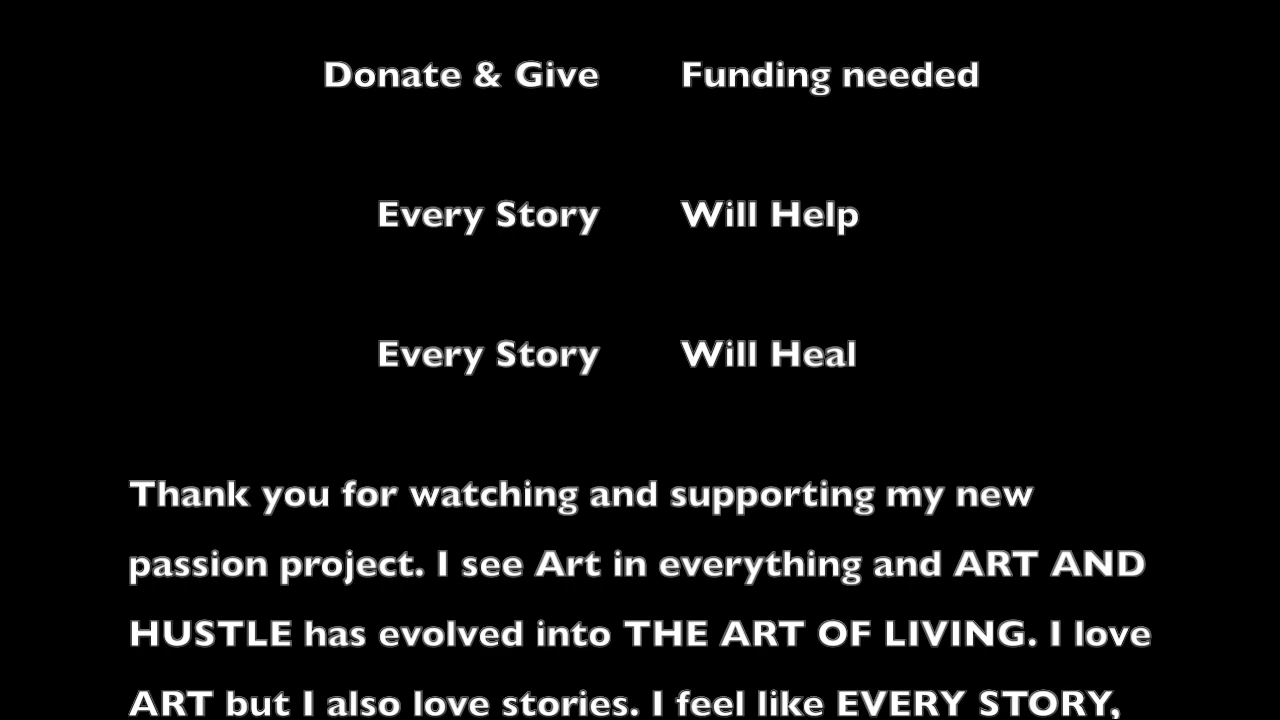 Donate & Give Funding needed
Every Story Will Help
Every Story Will Heal
Thank you for watching and supporting my new
passion project. I see Art in everything and ART AND
HUSTLE has evolved into THE ART OF LIVING. I love
ART but I also love stories. I feel like EVERY STORY,